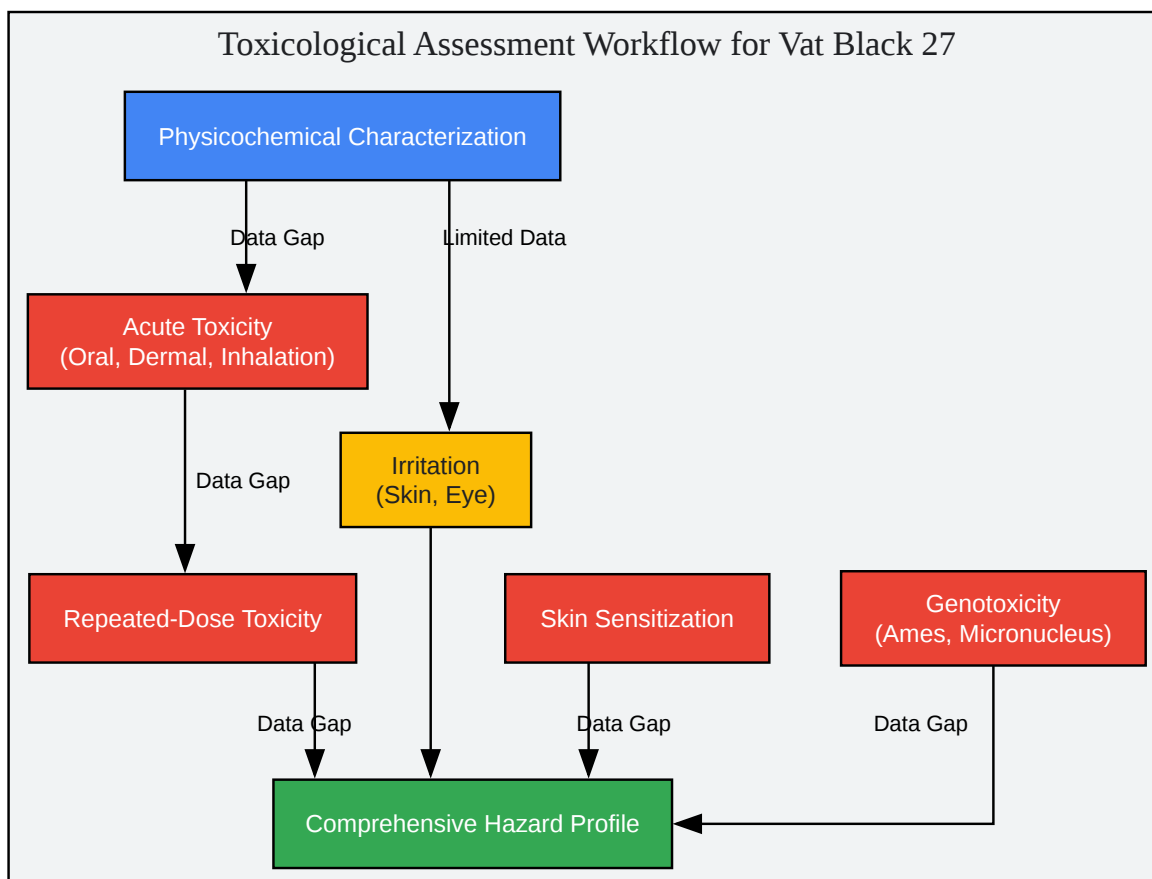 Toxicological Assessment Workflow for Vat Black 27
Physicochemical Characterization
Data Gap
Limited Data
Acute Toxicity
(Oral, Dermal, Inhalation)
Data Gap
Irritation
(Skin, Eye)
Repeated-Dose Toxicity
Skin Sensitization
Genotoxicity
(Ames, Micronucleus)
Data Gap
Data Gap
Data Gap
Comprehensive Hazard Profile